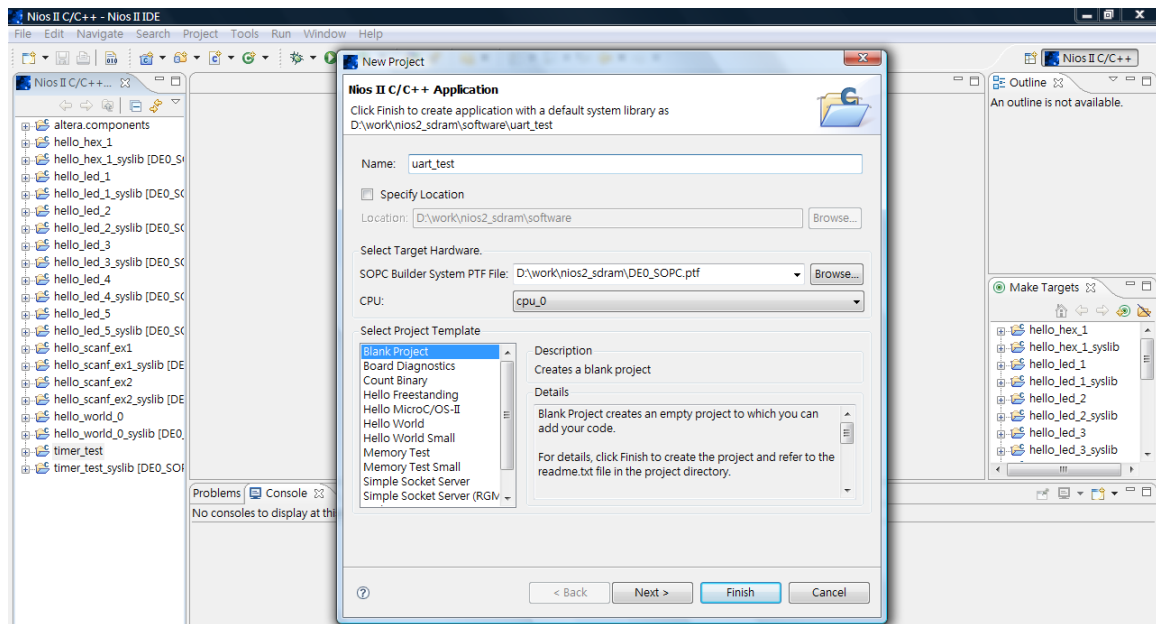 Nios II C/C++ - Nios II IDE
File Edit Navigate Search Project Tools Run Window Help
Nios II C/C++
Nios II C/C++...
altera.components
hello_hex_1
hello_hex_1_syslib [DE0_S
hello_led_1
hello_led_1_syslib [DE0_SC
hello_led_2
hello_led_2_syslib [DE0_SC
hello_led_3
hello_led_3_syslib [DE0_SC
hello_led_4
hello_led_4_syslib [DE0_SC
hello_led_5
hello_led_5_syslib [DE0_SC
hello_scanf_ex1
hello_scanf_ex1_syslib [DE
hello_scanf_ex2
hello_scanf_ex2_syslib [DE
hello_world_0
hello_world_0_syslib [DE0_
timer_test
timer_test_syslib [DE0_SOP
New Project
Nios II C/C++ Application
Click Finish to create application with a default system library as
D:\work\nios2_sdram\software\uart_test
Name: uart_test
Specify Location
Location: D:\work\nios2_sdram\software Browse...
Select Target Hardware.
SOPC Builder System PTF File: D:\work\nios2_sdram\DE0_SOPC.ptf Browse...
CPU: cpu_0
Select Project Template
Blank Project
Board Diagnostics
Count Binary
Hello Freestanding
Hello MicroC/OS-II
Hello World
Hello World Small
Memory Test
Memory Test Small
Simple Socket Server
Simple Socket Server (RGM
Description
Creates a blank project
Details
Blank Project creates an empty project to which you can
add your code.
For details, click Finish to create the project and refer to the
readme.txt file in the project directory.
< Back Next > Finish Cancel
Outline
An outline is not available.
Make Targets
hello_hex_1
hello_hex_1_syslib
hello_led_1
hello_led_1_syslib
hello_led_2
hello_led_2_syslib
hello_led_3
hello_led_3_syslib
Problems Console
No consoles to display at thi